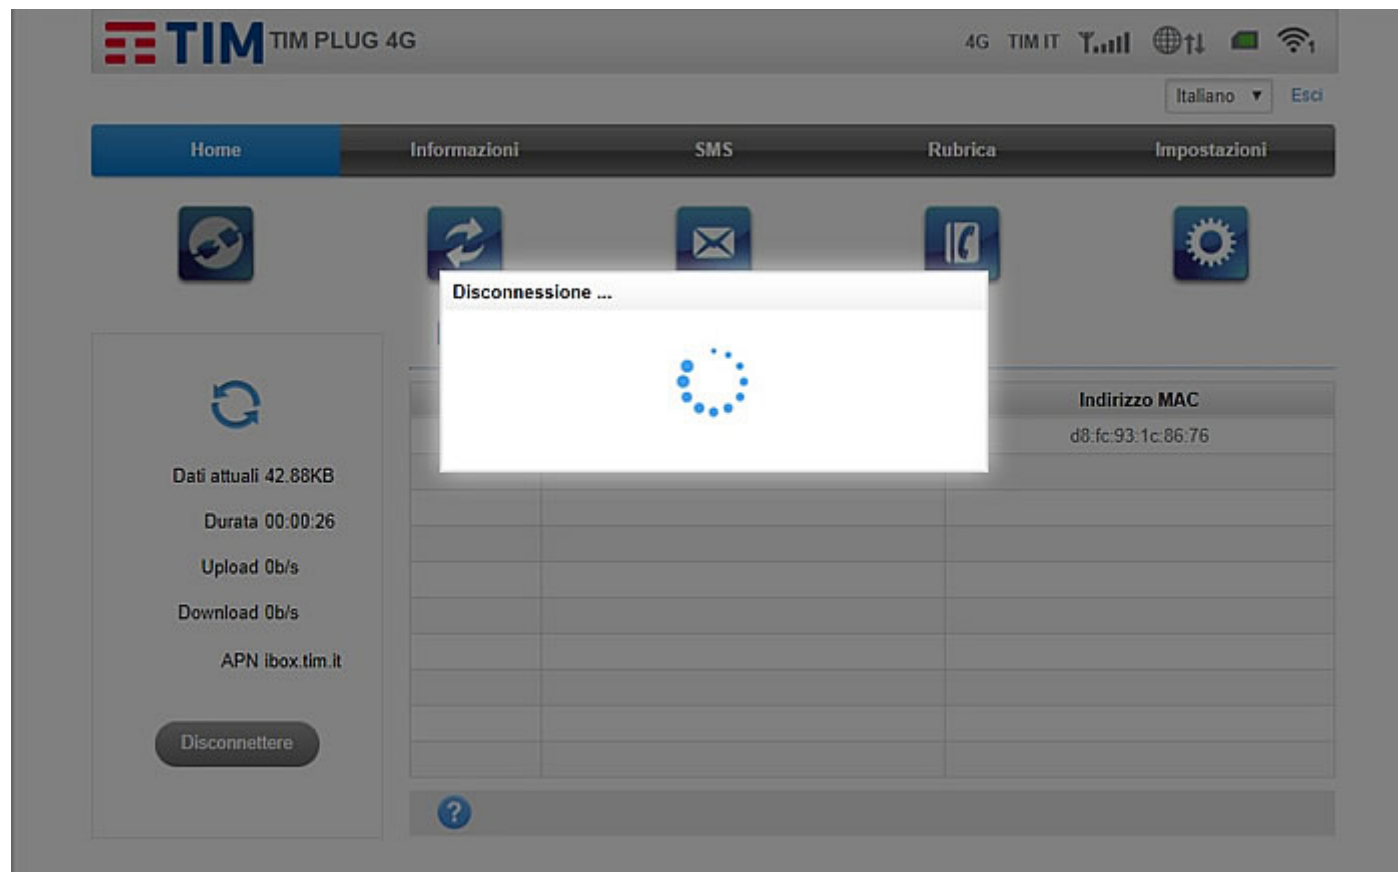 TIM TIM PLUG 4G 4G TIM IT 1
Italiano Esci
Home Informazioni SMS Rubrica Impostazioni
Disconnessione ...
Indirizzo MAC
d8:fc:93:1c:86:76
Dati attuali 42.88KB
Durata 00:00:26
Upload 0b/s
Download 0b/s
APN ibox.tim.it
Disconnettere
?